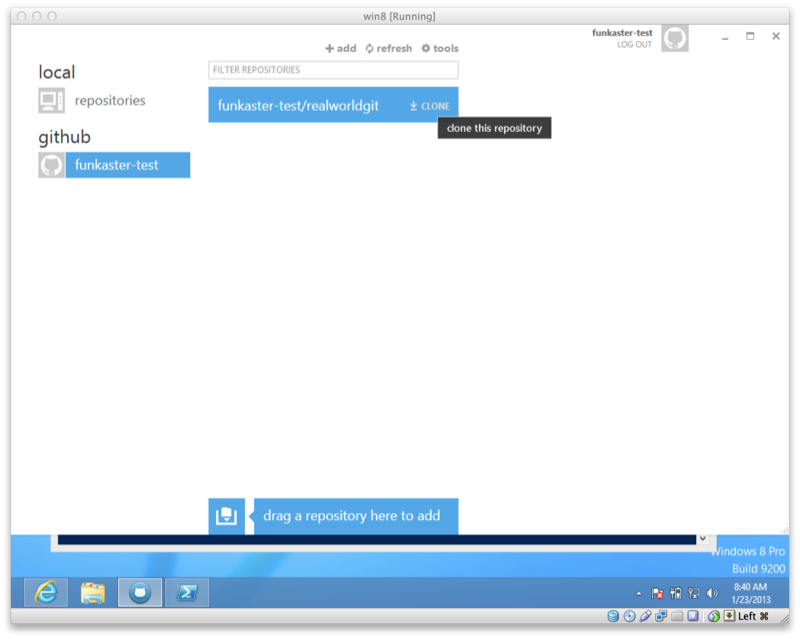 win8 [Running]
funkaster-test
LOG OUT
add refresh tools
local
FILTER REPOSITORIES
repositories
funkaster-test/realworldgit CLONE
clone this repository
github
funkaster-test
drag a repository here to add
Windows 8 Pro
Build 9200
8:40 AM
1/23/2013
Left ⌘